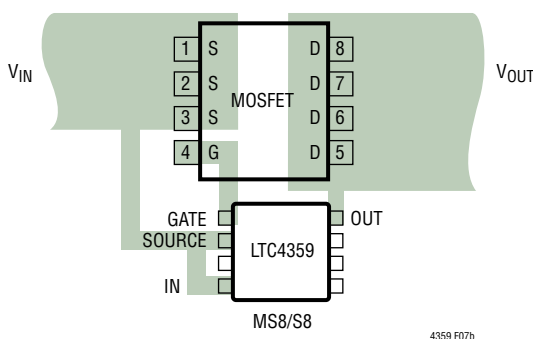 1 S D 8
V_IN 2 S D 7 V_OUT
MOSFET
3 S D 6
4 G D 5
GATE OUT
SOURCE LTC4359
IN
MS8/S8
4359 F07b